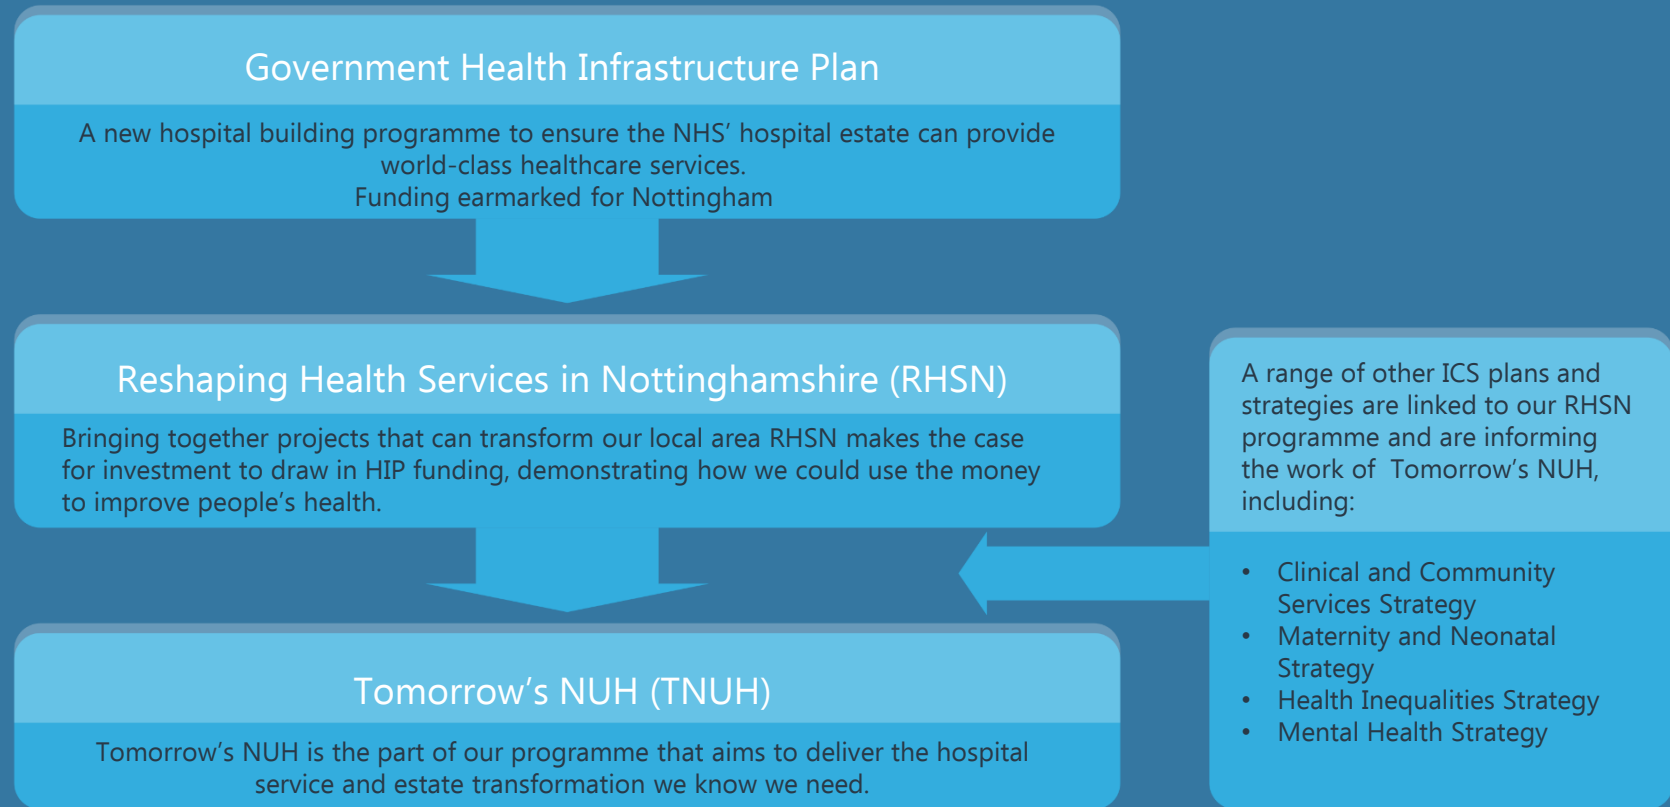 Government Health Infrastructure Plan
A new hospital building programme to ensure the NHS’ hospital estate can provide
world-class healthcare services.
Funding earmarked for Nottingham
Reshaping Health Services in Nottinghamshire (RHSN)
Bringing together projects that can transform our local area RHSN makes the case
for investment to draw in HIP funding, demonstrating how we could use the money
to improve people’s health.
Tomorrow’s NUH (TNUH)
Tomorrow’s NUH is the part of our programme that aims to deliver the hospital
service and estate transformation we know we need.
A range of other ICS plans and
strategies are linked to our RHSN
programme and are informing
the work of Tomorrow’s NUH,
including:
• Clinical and Community
Services Strategy
• Maternity and Neonatal
Strategy
• Health Inequalities Strategy
• Mental Health Strategy